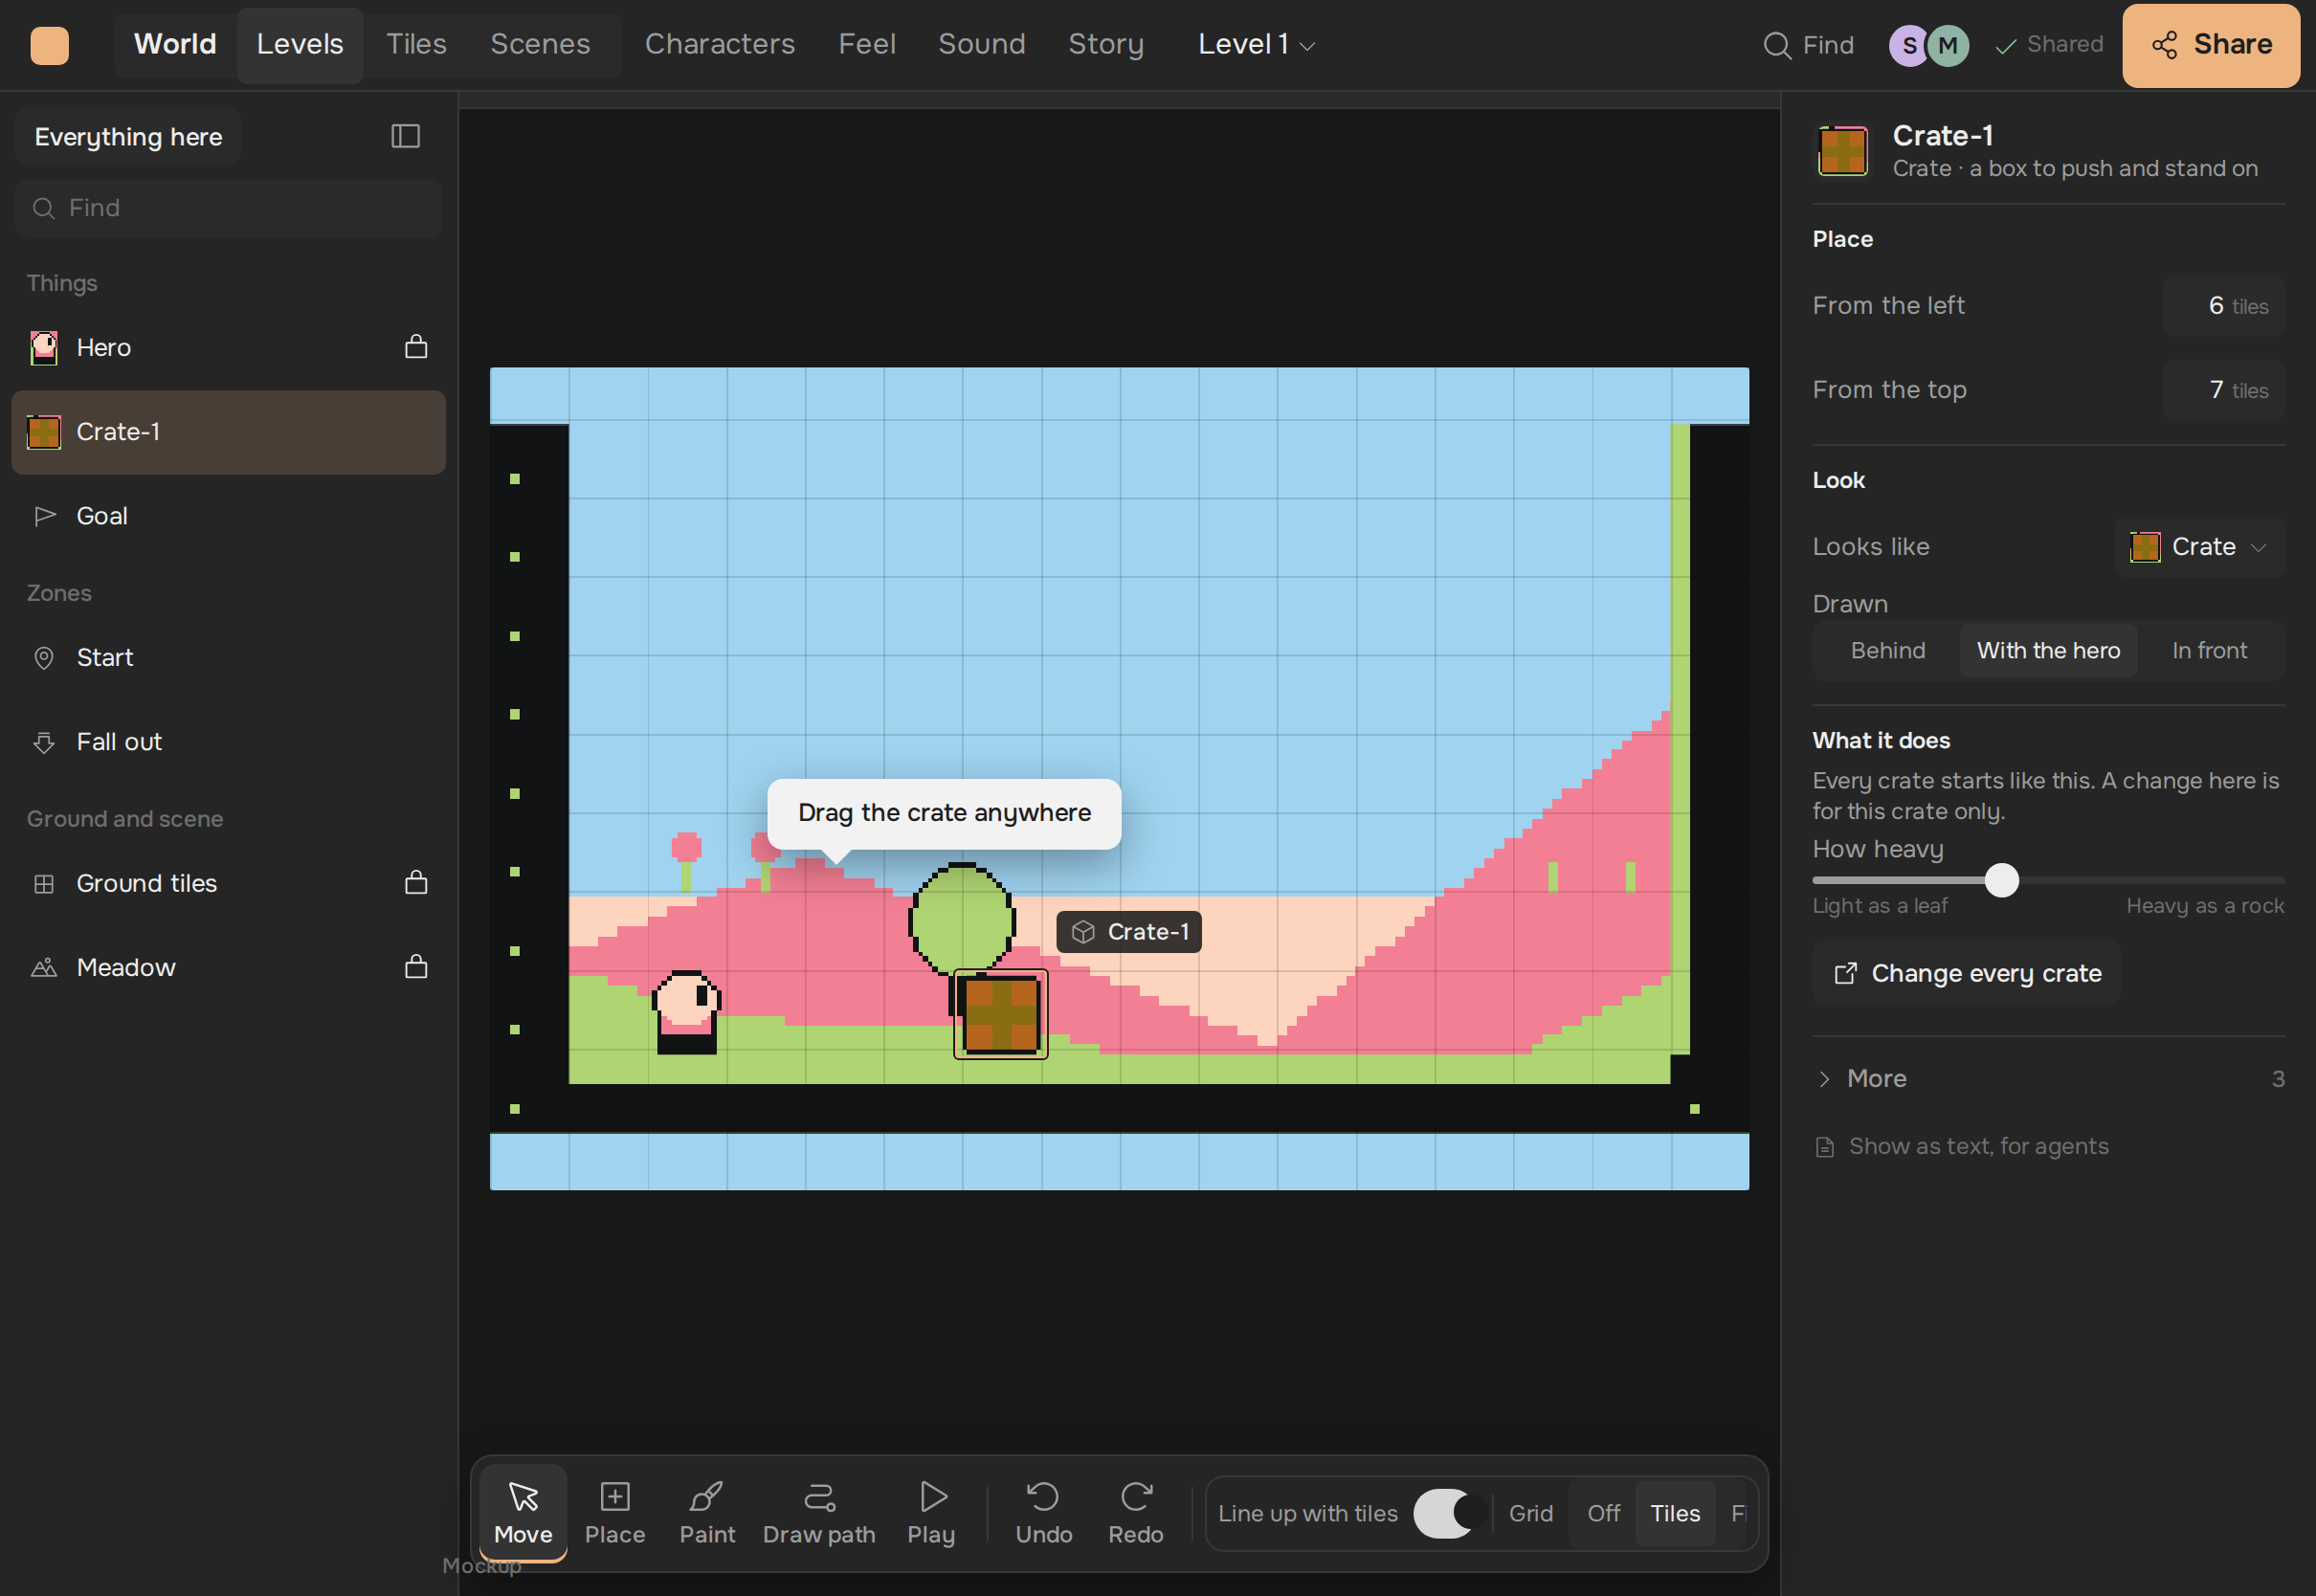 World Levels Tiles Scenes Characters Feel Sound Story Level 1 Find S M Shared Share
Everything here
Find
Things
Hero
Crate-1
Goal
Zones
Start
Fall out
Ground and scene
Ground tiles
Meadow
Drag the crate anywhere
Crate-1
Move Place Paint Draw path Play Undo Redo Line up with tiles Grid Off Tiles
Mockup
Crate-1
Crate · a box to push and stand on
Place
From the left 6 tiles
From the top 7 tiles
Look
Looks like Crate
Drawn
Behind With the hero In front
What it does
Every crate starts like this. A change here is
for this crate only.
How heavy
Light as a leaf Heavy as a rock
Change every crate
More 3
Show as text, for agents